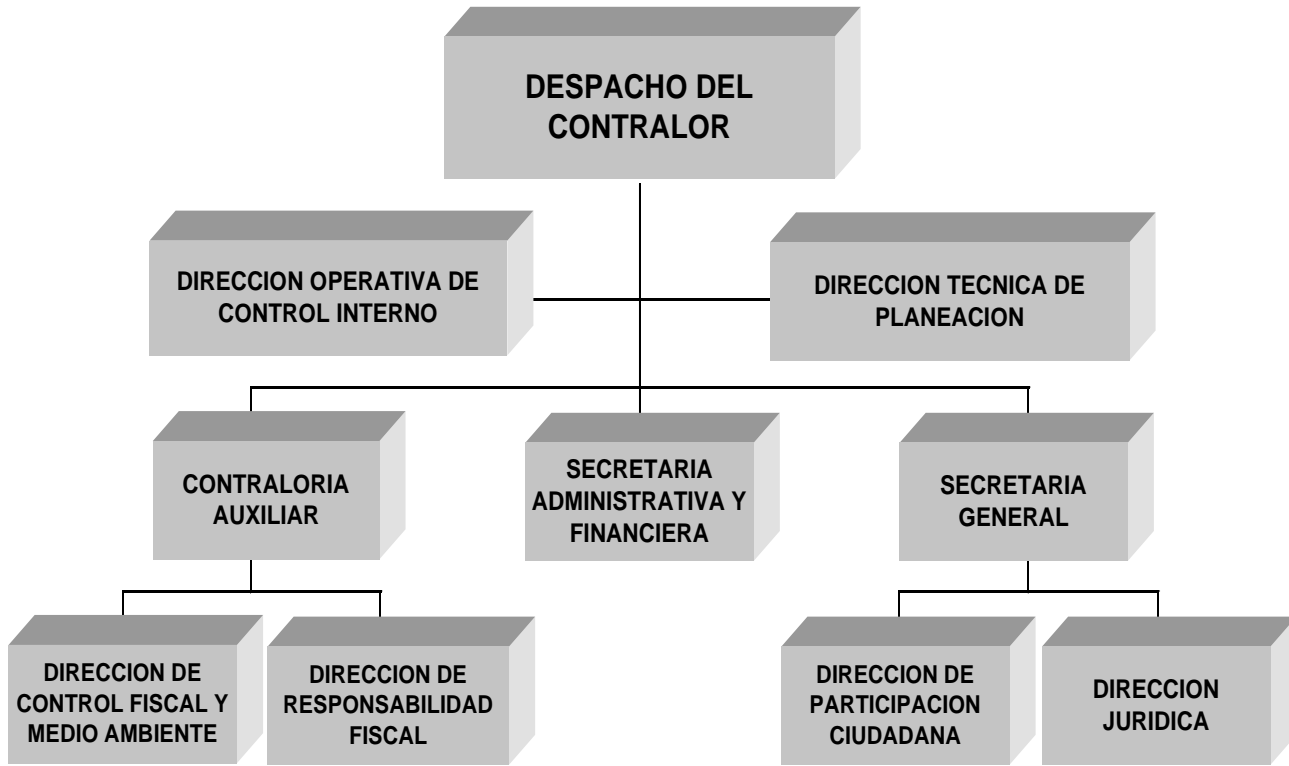 DESPACHO DEL
CONTRALOR
DIRECCION OPERATIVA DE
CONTROL INTERNO
DIRECCION TECNICA DE
PLANEACION
CONTRALORIA
AUXILIAR
SECRETARIA
ADMINISTRATIVA Y
FINANCIERA
SECRETARIA
GENERAL
DIRECCION DE
CONTROL FISCAL Y
MEDIO AMBIENTE
DIRECCION DE
RESPONSABILIDAD
FISCAL
DIRECCION DE
PARTICIPACION
CIUDADANA
DIRECCION
JURIDICA